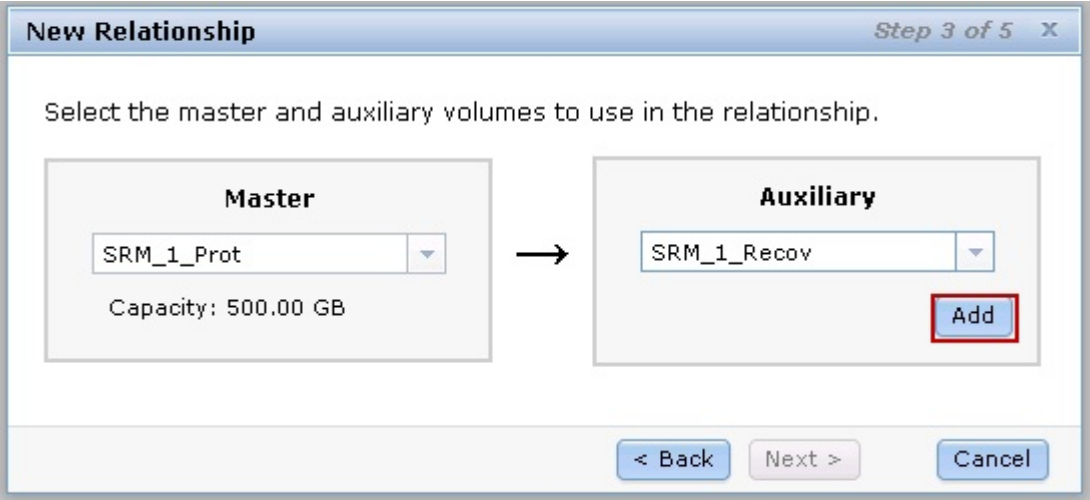 New Relationship Step 3 of 5 X
Select the master and auxiliary volumes to use in the relationship.
Master
SRM_1_Prot
Capacity: 500.00 GB
→
Auxiliary
SRM_1_Recov
Add
< Back Next > Cancel